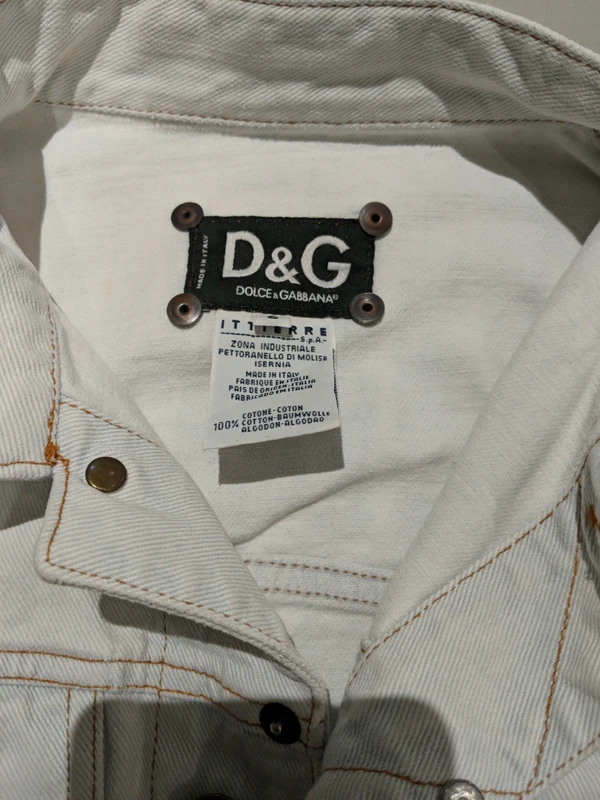 MADE IN ITALY
D&G
DOLCE & GABBANA®
ITTIERRE
S.p.A.
ZONA INDUSTRIALE
PETTORANELLO DI MOLISE
ISERNIA
MADE IN ITALY
FABRIQUE EN ITALIE
PAIS DE ORIGEN.ITALIA
FABRICADO EM ITALIA
COTONE-COTON
100% COTTON-BAUMWOLLE
ALGODON-ALGODAO